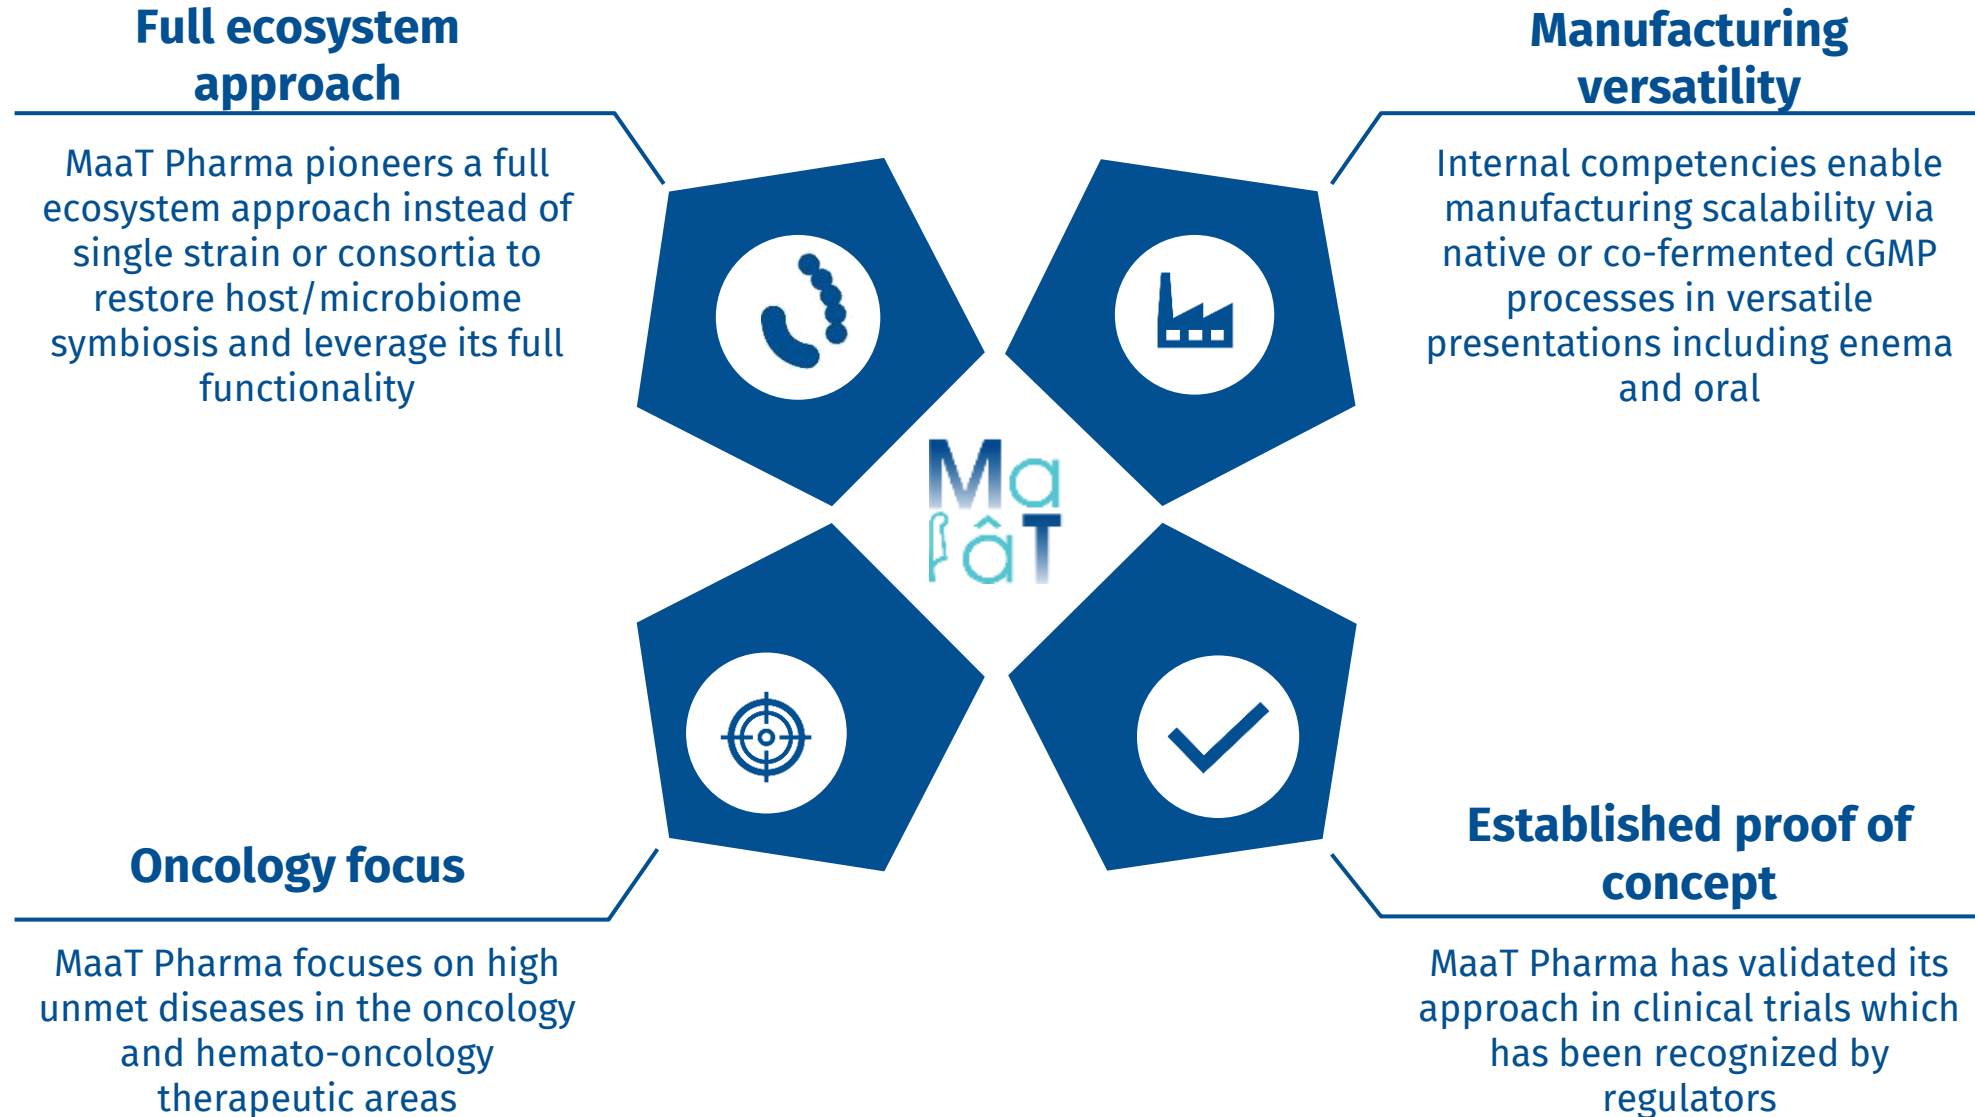 Full ecosystem
approach
MaaT Pharma pioneers a full
ecosystem approach instead of
single strain or consortia to
restore host/microbiome
symbiosis and leverage its full
functionality
Manufacturing
versatility
Internal competencies enable
manufacturing scalability via
native or co-fermented cGMP
processes in versatile
presentations including enema
and oral
Ma
âT
Oncology focus
MaaT Pharma focuses on high
unmet diseases in the oncology
and hemato-oncology
therapeutic areas
Established proof of
concept
MaaT Pharma has validated its
approach in clinical trials which
has been recognized by
regulators